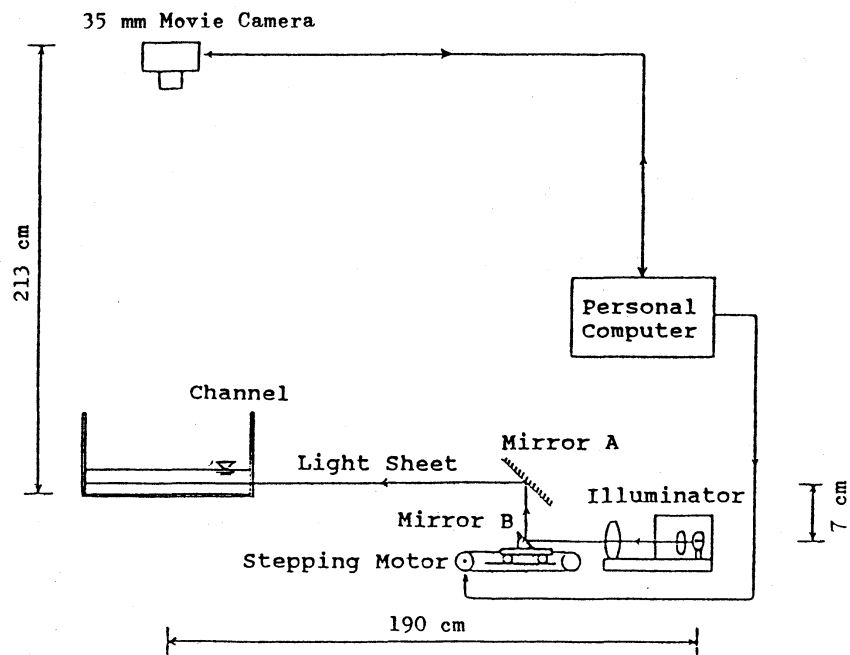 35 mm Movie Camera
213 cm
Personal
Computer
Channel
Mirror A
Light Sheet
Illuminator
7 cm
Mirror B
Stepping Motor
190 cm